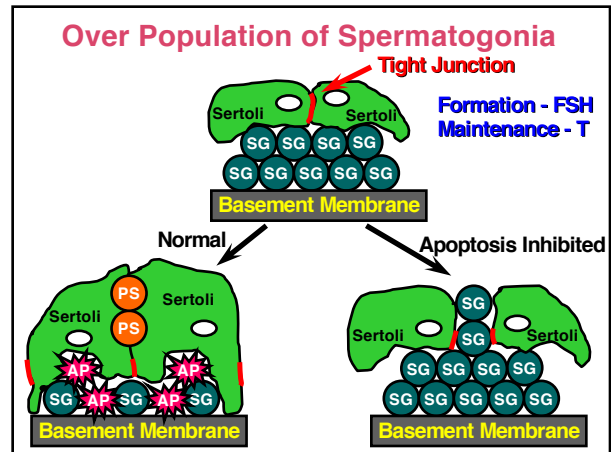 Over Population of Spermatogonia
Tight Junction
Formation - FSH
Maintenance - T
Sertoli
Sertoli
SG SG SG SG
SG SG SG SG SG
Basement Membrane
Normal
Apoptosis Inhibited
PS
Sertoli
Sertoli
PS
AP
AP
SG AP SG AP SG
Basement Membrane
SG
Sertoli
SG
Sertoli
SG SG SG SG
SG SG SG SG SG
Basement Membrane